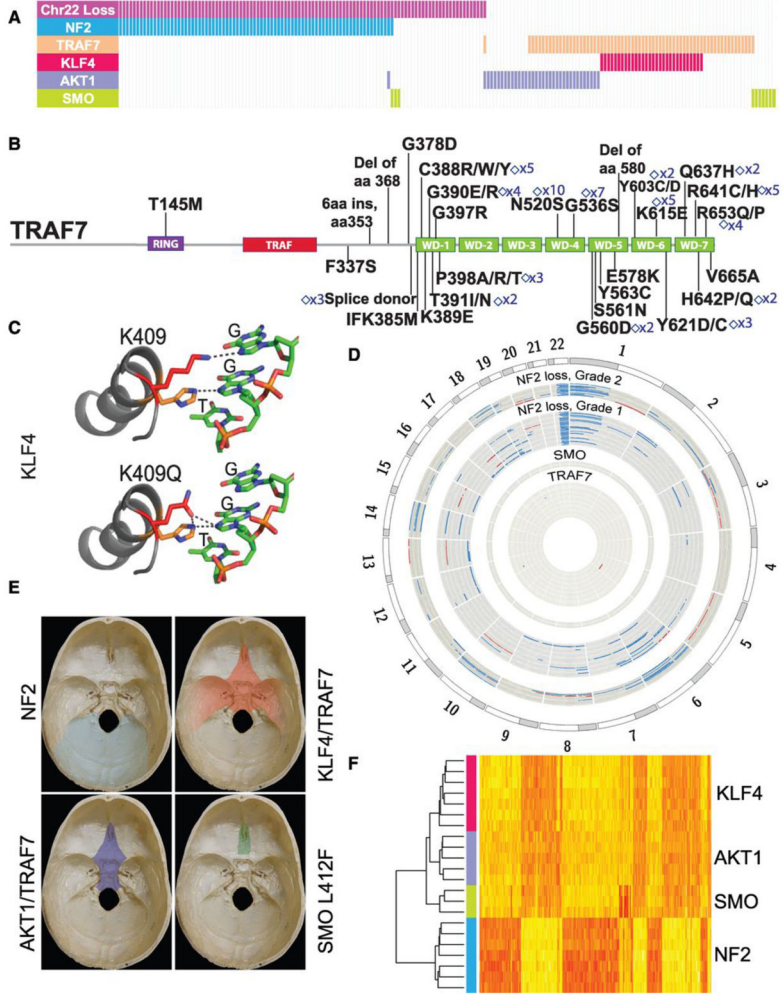 A
Chr22 Loss
NF2
TRAF7
KLF4
AKT1
SMO
B
G378D
Del of
aa 368
6aa ins,
aa353
T145M
C388R/W/Y ◇x5
G390E/R ◇x4
G397R
◇x10
N520S
◇x7
G536S
Del of
aa 580
◇x2
Y603C/D
◇x5
K615E
Q637H ◇x2
R641C/H ◇x5
R653Q/P
◇x4
TRAF7
RING
TRAF
WD-1
WD-2
WD-3
WD-4
WD-5
WD-6
WD-7
F337S
◇x3 Splice donor
IFK385M
K389E
T391I/N ◇x2
P398A/R/T ◇x3
E578K
Y563C
S561N
G560D ◇x2
Y621D/C ◇x3
H642P/Q ◇x2
V665A
C
KLF4
K409
G
G
T
K409Q
G
G
T
D
1
2
3
4
5
6
7
8
9
10
11
12
13
14
15
16
17
18
19
20
21
22
NF2 loss, Grade 2
NF2 loss, Grade 1
SMO
TRAF7
E
NF2
KLF4/TRAF7
AKT1/TRAF7
SMO L412F
F
KLF4
AKT1
SMO
NF2